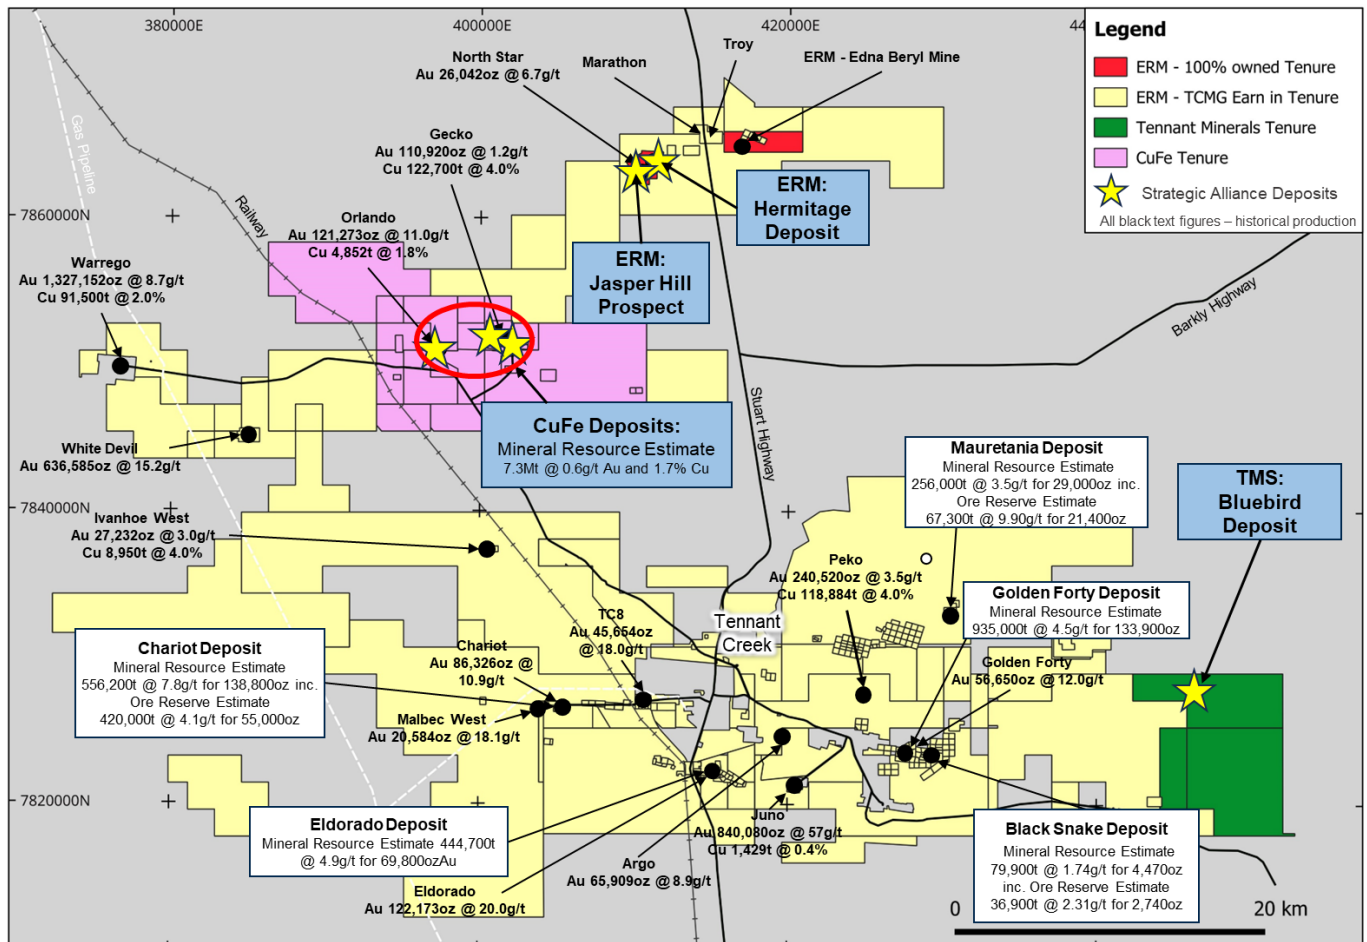 380000E
400000E
420000E
44
Legend
ERM - 100% owned Tenure
ERM - TCMG Earn in Tenure
Tennant Minerals Tenure
CuFe Tenure
Strategic Alliance Deposits
All black text figures – historical production
Troy
Marathon
ERM - Edna Beryl Mine
North Star
Au 26,042oz @ 6.7g/t
Gecko
Au 110,920oz @ 1.2g/t
Cu 122,700t @ 4.0%
Gas Pipeline
Railway
7860000N
Orlando
Au 121,273oz @ 11.0g/t
Cu 4,852t @ 1.8%
ERM:
Hermitage
Deposit
ERM:
Jasper Hill
Prospect
Warrego
Au 1,327,152oz @ 8.7g/t
Cu 91,500t @ 2.0%
Barkly Highway
Stuart Highway
CuFe Deposits:
Mineral Resource Estimate
7.3Mt @ 0.6g/t Au and 1.7% Cu
White Devil
Au 636,585oz @ 15.2g/t
Mauretania Deposit
Mineral Resource Estimate
256,000t @ 3.5g/t for 29,000oz inc.
Ore Reserve Estimate
67,300t @ 9.90g/t for 21,400oz
TMS:
Bluebird
Deposit
7840000N
Ivanhoe West
Au 27,232oz @ 3.0g/t
Cu 8,950t @ 4.0%
Peko
Au 240,520oz @ 3.5g/t
Cu 118,884t @ 4.0%
Golden Forty Deposit
Mineral Resource Estimate
935,000t @ 4.5g/t for 133,900oz
TC8
Au 45,654oz
@ 18.0g/t
Tennant
Creek
Chariot Deposit
Mineral Resource Estimate
556,200t @ 7.8g/t for 138,800oz inc.
Ore Reserve Estimate
420,000t @ 4.1g/t for 55,000oz
Chariot
Au 86,326oz @
10.9g/t
Golden Forty
Au 56,650oz @ 12.0g/t
Malbec West
Au 20,584oz @ 18.1g/t
7820000N
Eldorado Deposit
Mineral Resource Estimate 444,700t
@ 4.9g/t for 69,800ozAu
Juno
Au 840,080oz @ 57g/t
Cu 1,429t @ 0.4%
Black Snake Deposit
Mineral Resource Estimate
79,900t @ 1.74g/t for 4,470oz
inc. Ore Reserve Estimate
36,900t @ 2.31g/t for 2,740oz
Argo
Au 65,909oz @ 8.9g/t
Eldorado
Au 122,173oz @ 20.0g/t
0
20 km